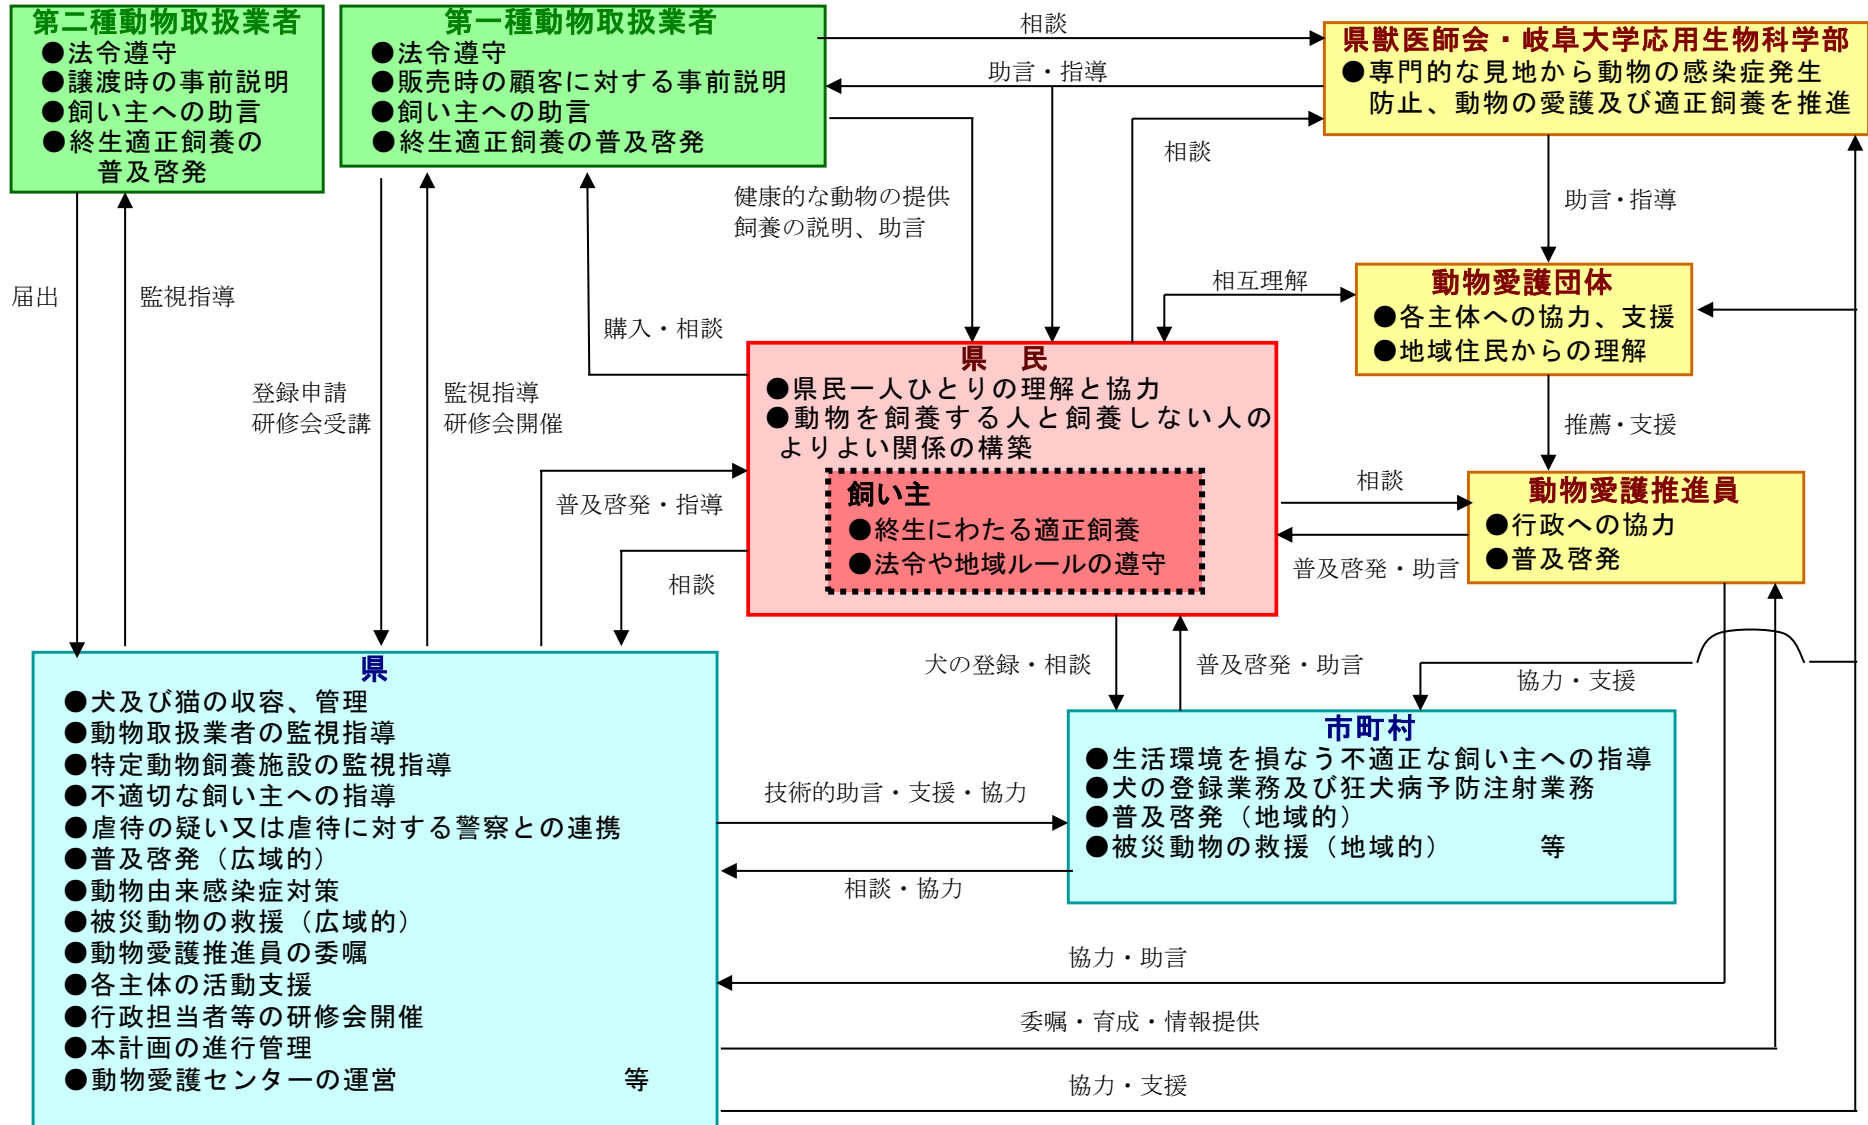 第二種動物取扱業者
●法令遵守
●譲渡時の事前説明
●飼い主への助言
●終生適正飼養の
普及啓発
第一種動物取扱業者
●法令遵守
●販売時の顧客に対する事前説明
●飼い主への助言
●終生適正飼養の普及啓発
相談
助言・指導
県獣医師会・岐阜大学応用生物科学部
●専門的な見地から動物の感染症発生
防止、動物の愛護及び適正飼養を推進
相談
健康的な動物の提供
飼養の説明、助言
助言・指導
届出
監視指導
購入・相談
相互理解
動物愛護団体
●各主体への協力、支援
●地域住民からの理解
登録申請
研修会受講
監視指導
研修会開催
県　民
●県民一人ひとりの理解と協力
●動物を飼養する人と飼養しない人の
よりよい関係の構築
飼い主
●終生にわたる適正飼養
●法令や地域ルールの遵守
推薦・支援
普及啓発・指導
相談
相談
普及啓発・助言
動物愛護推進員
●行政への協力
●普及啓発
犬の登録・相談
普及啓発・助言
協力・支援
県
●犬及び猫の収容、管理
●動物取扱業者の監視指導
●特定動物飼養施設の監視指導
●不適切な飼い主への指導
●虐待の疑い又は虐待に対する警察との連携
●普及啓発（広域的）
●動物由来感染症対策
●被災動物の救援（広域的）
●動物愛護推進員の委嘱
●各主体の活動支援
●行政担当者等の研修会開催
●本計画の進行管理
●動物愛護センターの運営　　　　　　　　等
技術的助言・支援・協力
相談・協力
市町村
●生活環境を損なう不適正な飼い主への指導
●犬の登録業務及び狂犬病予防注射業務
●普及啓発（地域的）
●被災動物の救援（地域的）　　　　等
協力・助言
委嘱・育成・情報提供
協力・支援